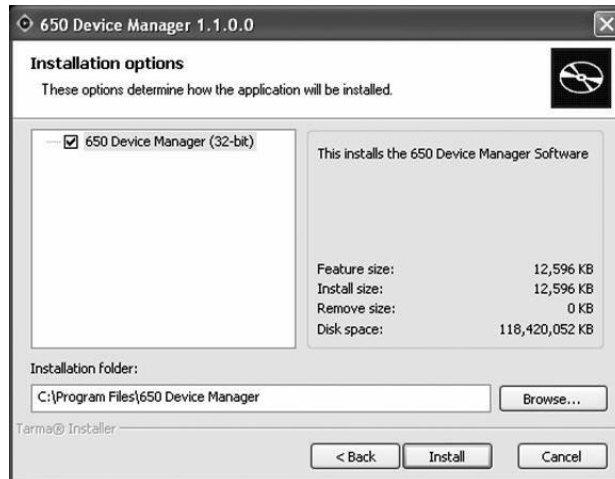 650 Device Manager 1.1.0.0
Installation options
These options determine how the application will be installed.
650 Device Manager (32-bit)
This installs the 650 Device Manager Software
Feature size: 12,596 KB
Install size: 12,596 KB
Remove size: 0 KB
Disk space: 118,420,052 KB
Installation folder:
C:\Program Files\650 Device Manager
Browse...
Tarma® Installer
< Back Install Cancel